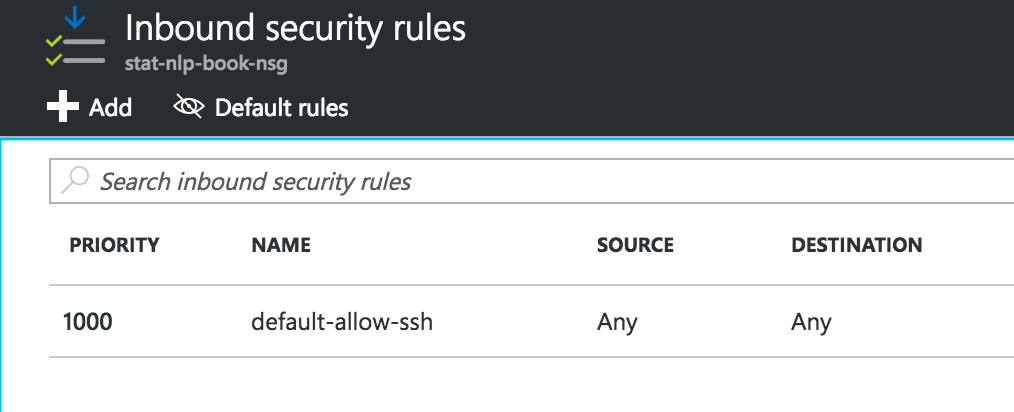 Inbound security rules
stat-nlp-book-nsg
Add Default rules
Search inbound security rules
PRIORITY NAME SOURCE DESTINATION
1000 default-allow-ssh Any Any